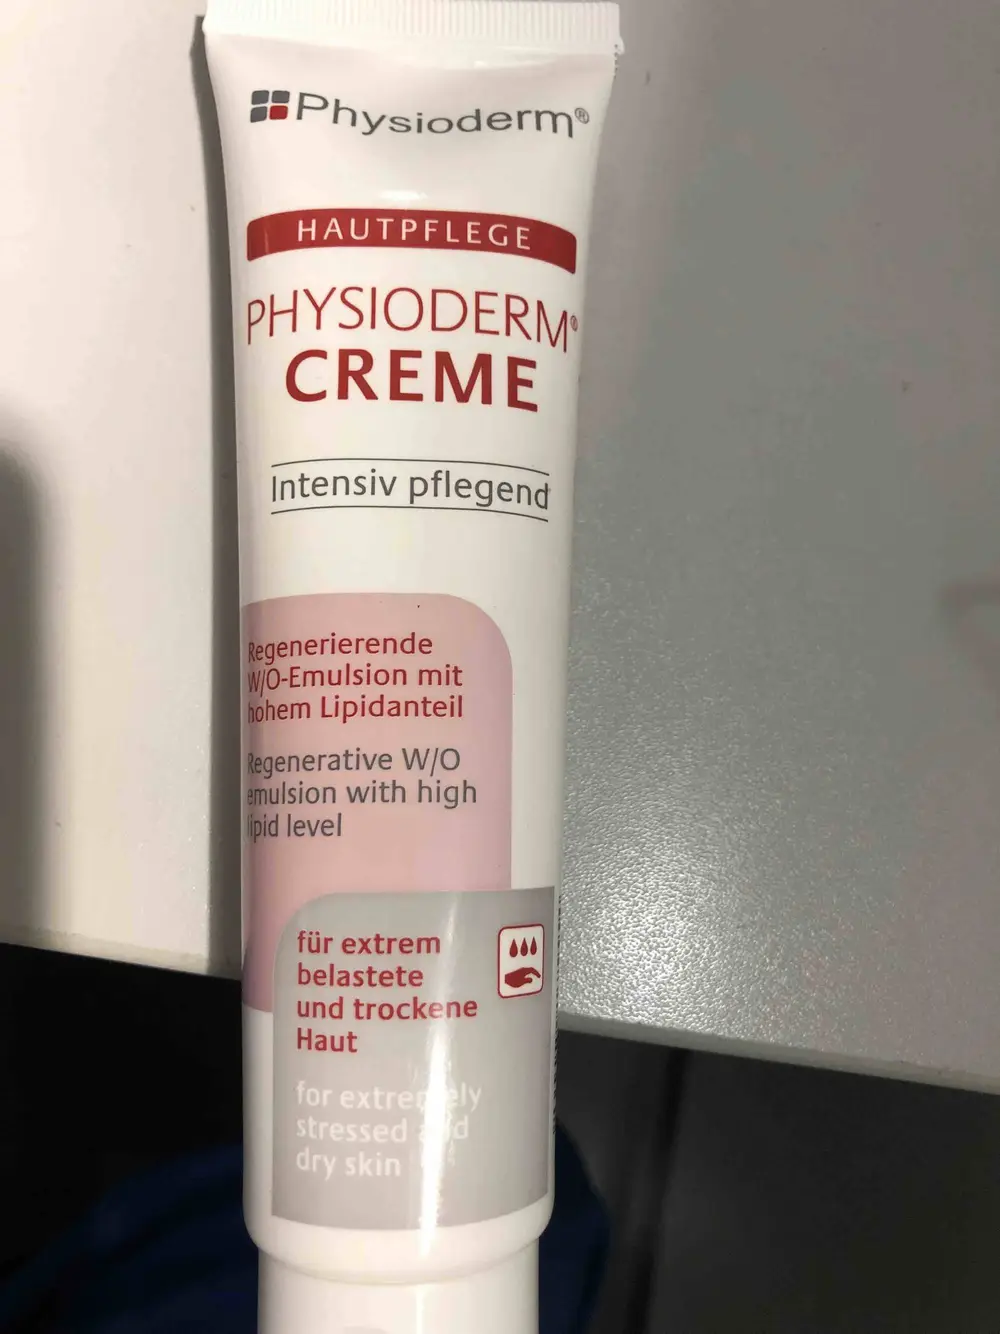 Physioderm®
HAUTPFLEGE
PHYSIODERM®
CREME
Intensiv pflegend
Regenerierende
W/O-Emulsion mit
hohem Lipidanteil
Regenerative W/O
emulsion with high
lipid level
für extrem
belastete
und trockene
Haut
for extremely
stressed and
dry skin